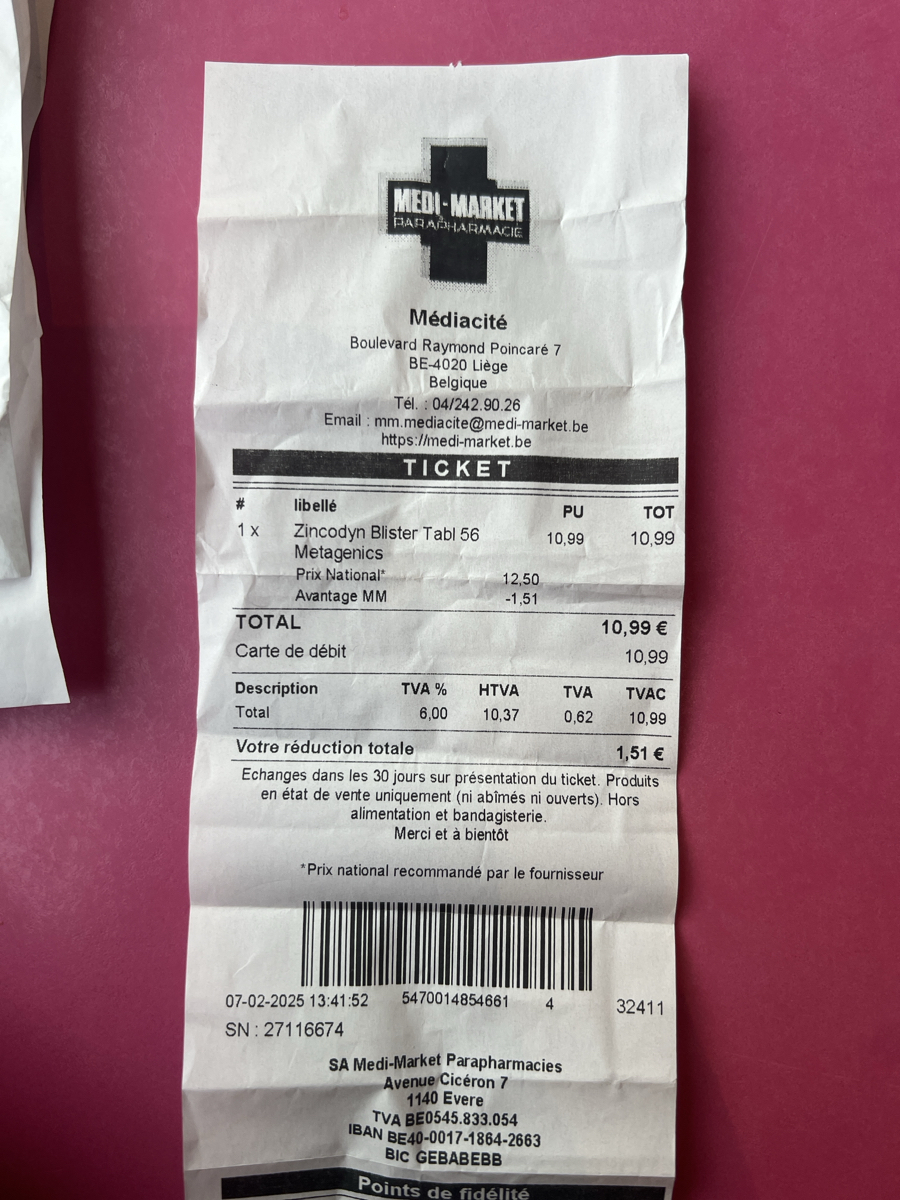 MEDI-MARKET
PARAPHARMACIE
Médiacité
Boulevard Raymond Poincaré 7
BE-4020 Liège
Belgique
Tél. : 04/242.90.26
Email : mm.mediacite@medi-market.be
https://medi-market.be
TICKET
# libellé PU TOT
1 x Zincodyn Blister Tabl 56 10,99 10,99
Metagenics
Prix National* 12,50
Avantage MM -1,51
TOTAL 10,99 €
Carte de débit 10,99
Description TVA % HTVA TVA TVAC
Total 6,00 10,37 0,62 10,99
Votre réduction totale 1,51 €
Echanges dans les 30 jours sur présentation du ticket. Produits
en état de vente uniquement (ni abîmés ni ouverts). Hors
alimentation et bandagisterie.
Merci et à bientôt
*Prix national recommandé par le fournisseur
07-02-2025 13:41:52 5470014854661 4 32411
SN : 27116674
SA Medi-Market Parapharmacies
Avenue Cicéron 7
1140 Evere
TVA BE0545.833.054
IBAN BE40-0017-1864-2663
BIC GEBABEBB
Points de fidélité